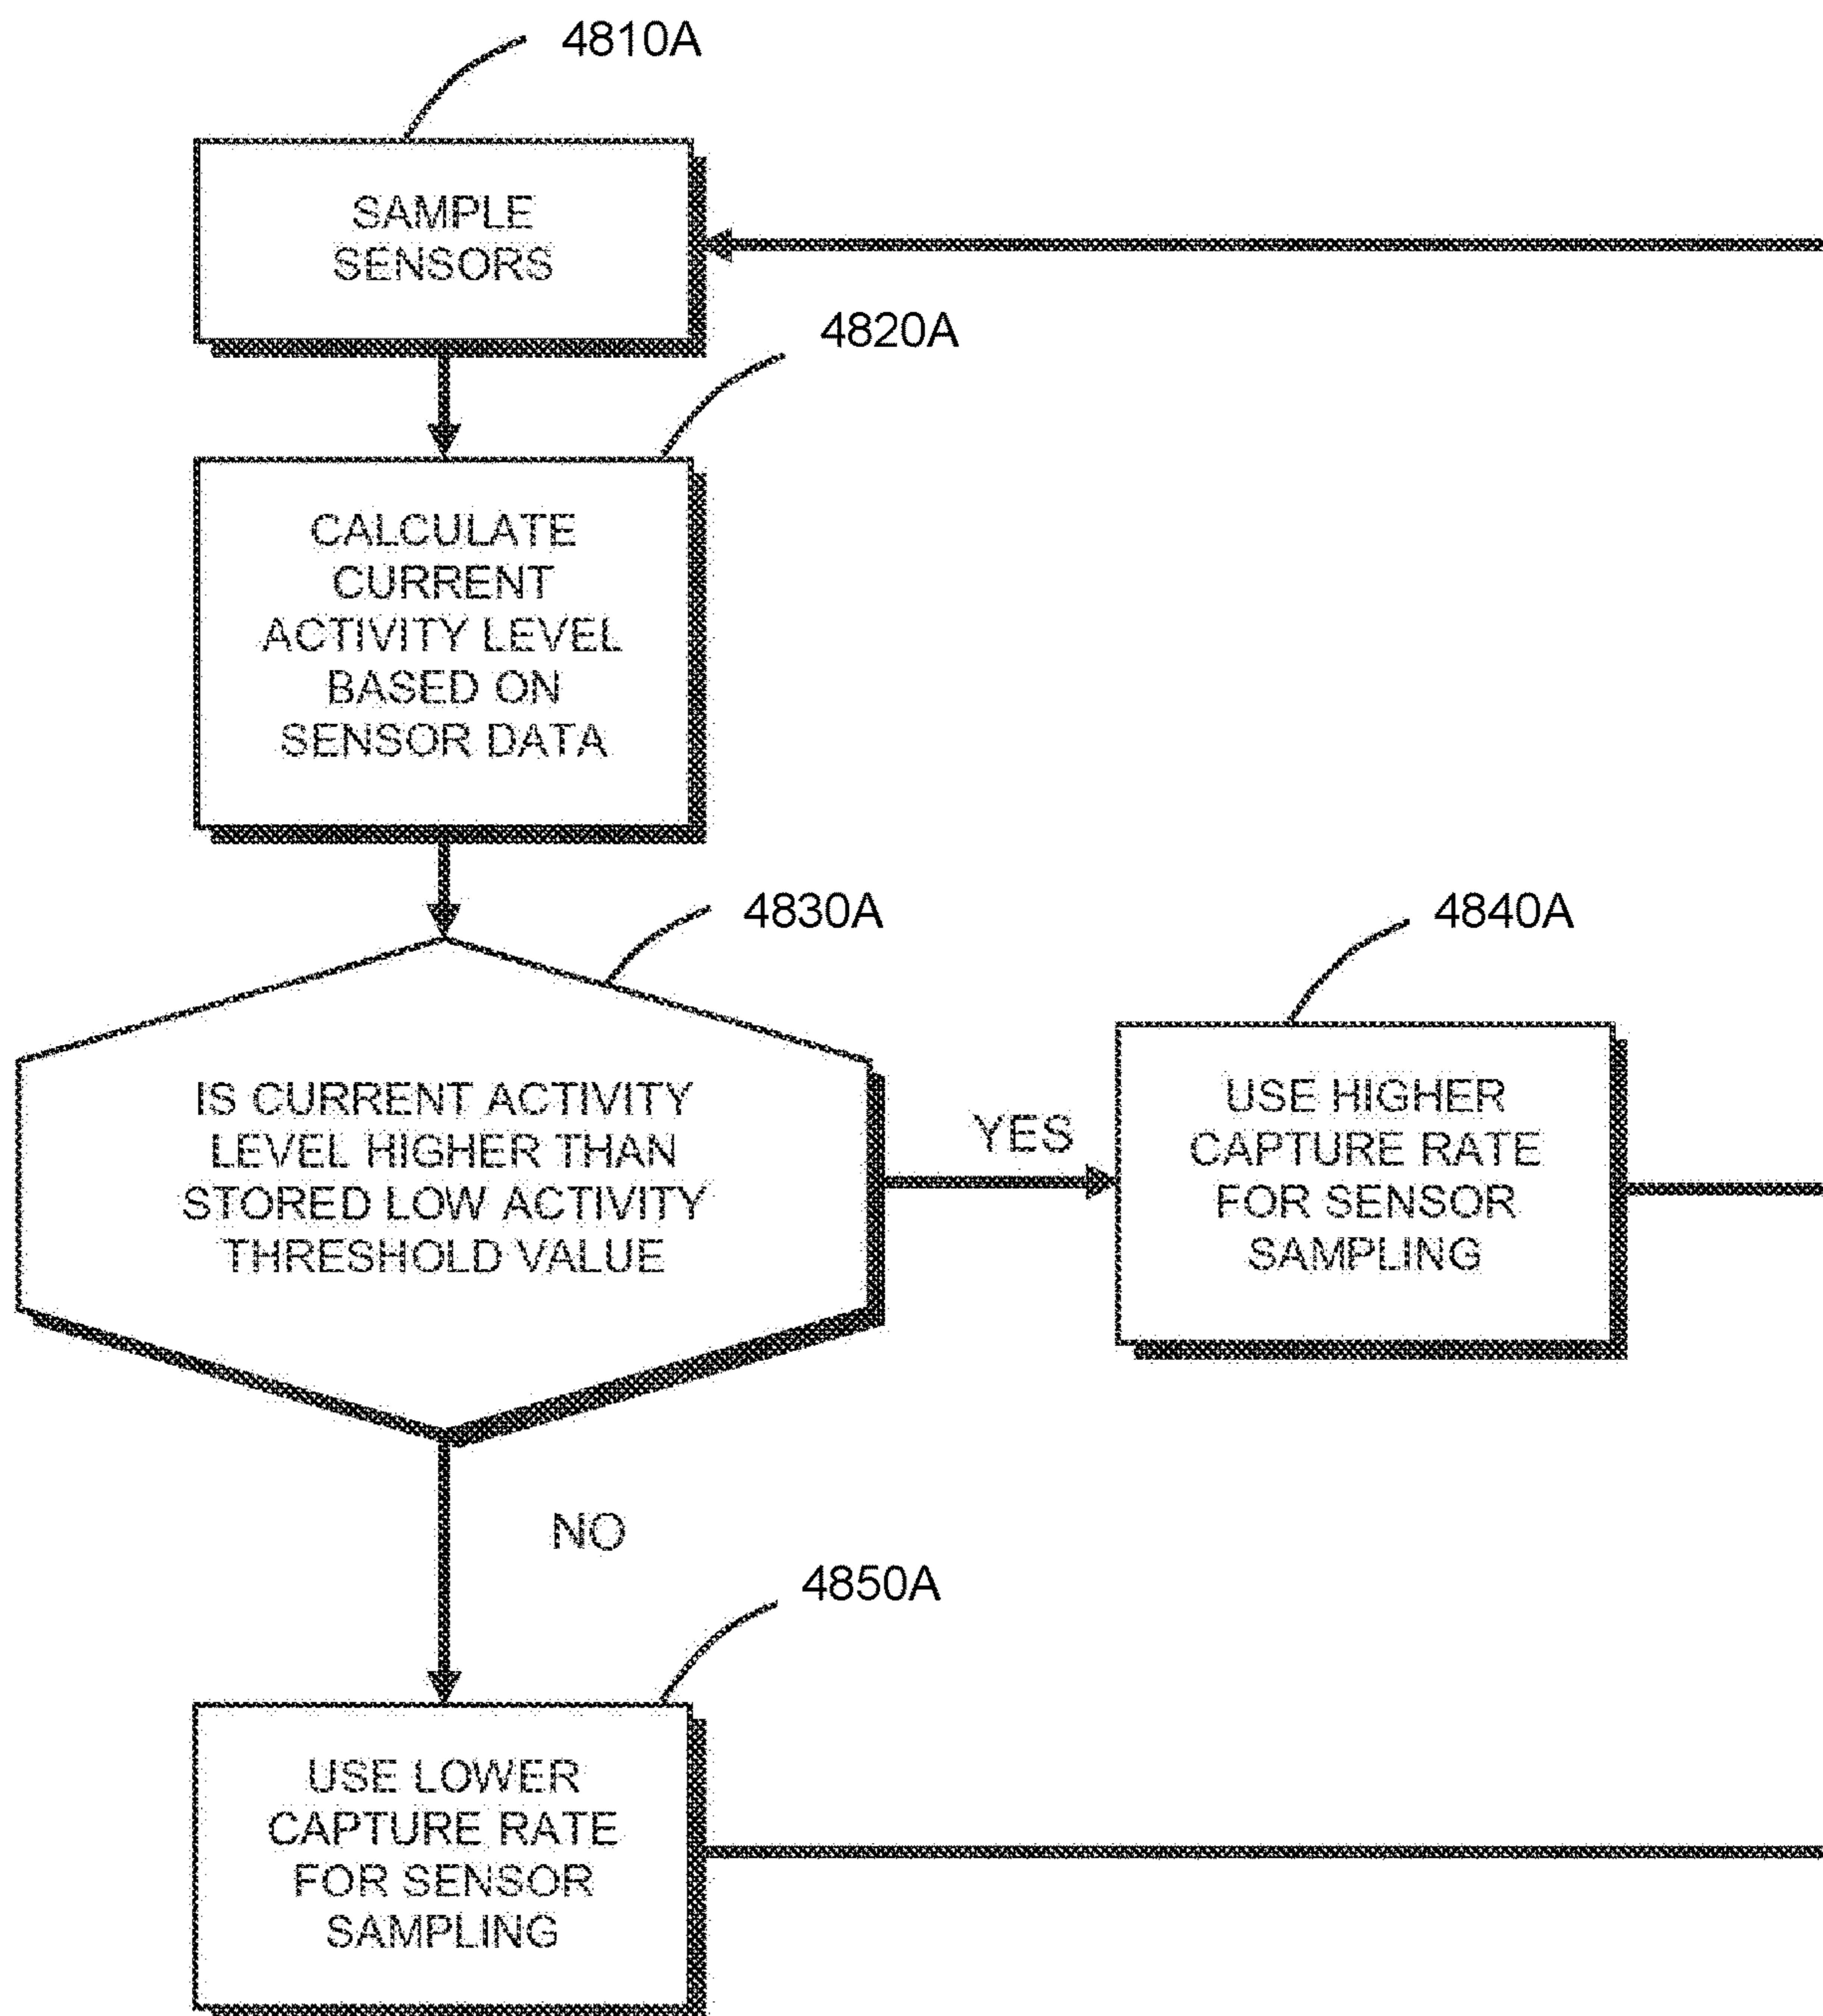 4810A
SAMPLE
SENSORS
4820A
CALCULATE
CURRENT
ACTIVITY LEVEL
BASED ON
SENSOR DATA
4830A
IS CURRENT ACTIVITY
LEVEL HIGHER THAN
STORED LOW ACTIVITY
THRESHOLD VALUE
YES
4840A
USE HIGHER
CAPTURE RATE
FOR SENSOR
SAMPLING
NO
4850A
USE LOWER
CAPTURE RATE
FOR SENSOR
SAMPLING